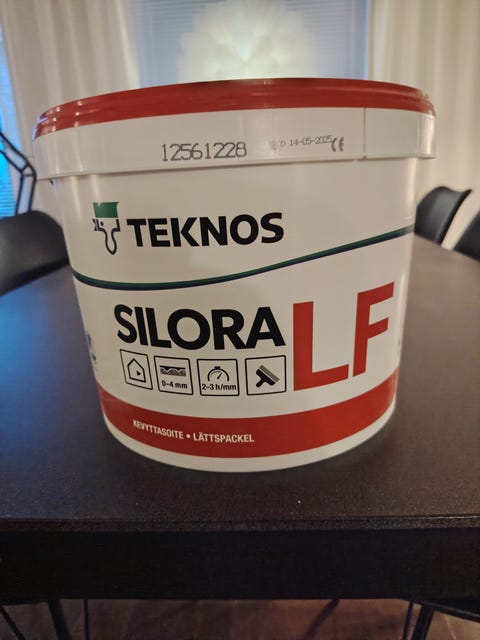 12561228
14-05-2025 CE
TEKNOS
SILORA LF
0–4 mm
2–3 h/mm
KEVYTTASOITE • LÄTTSPACKEL